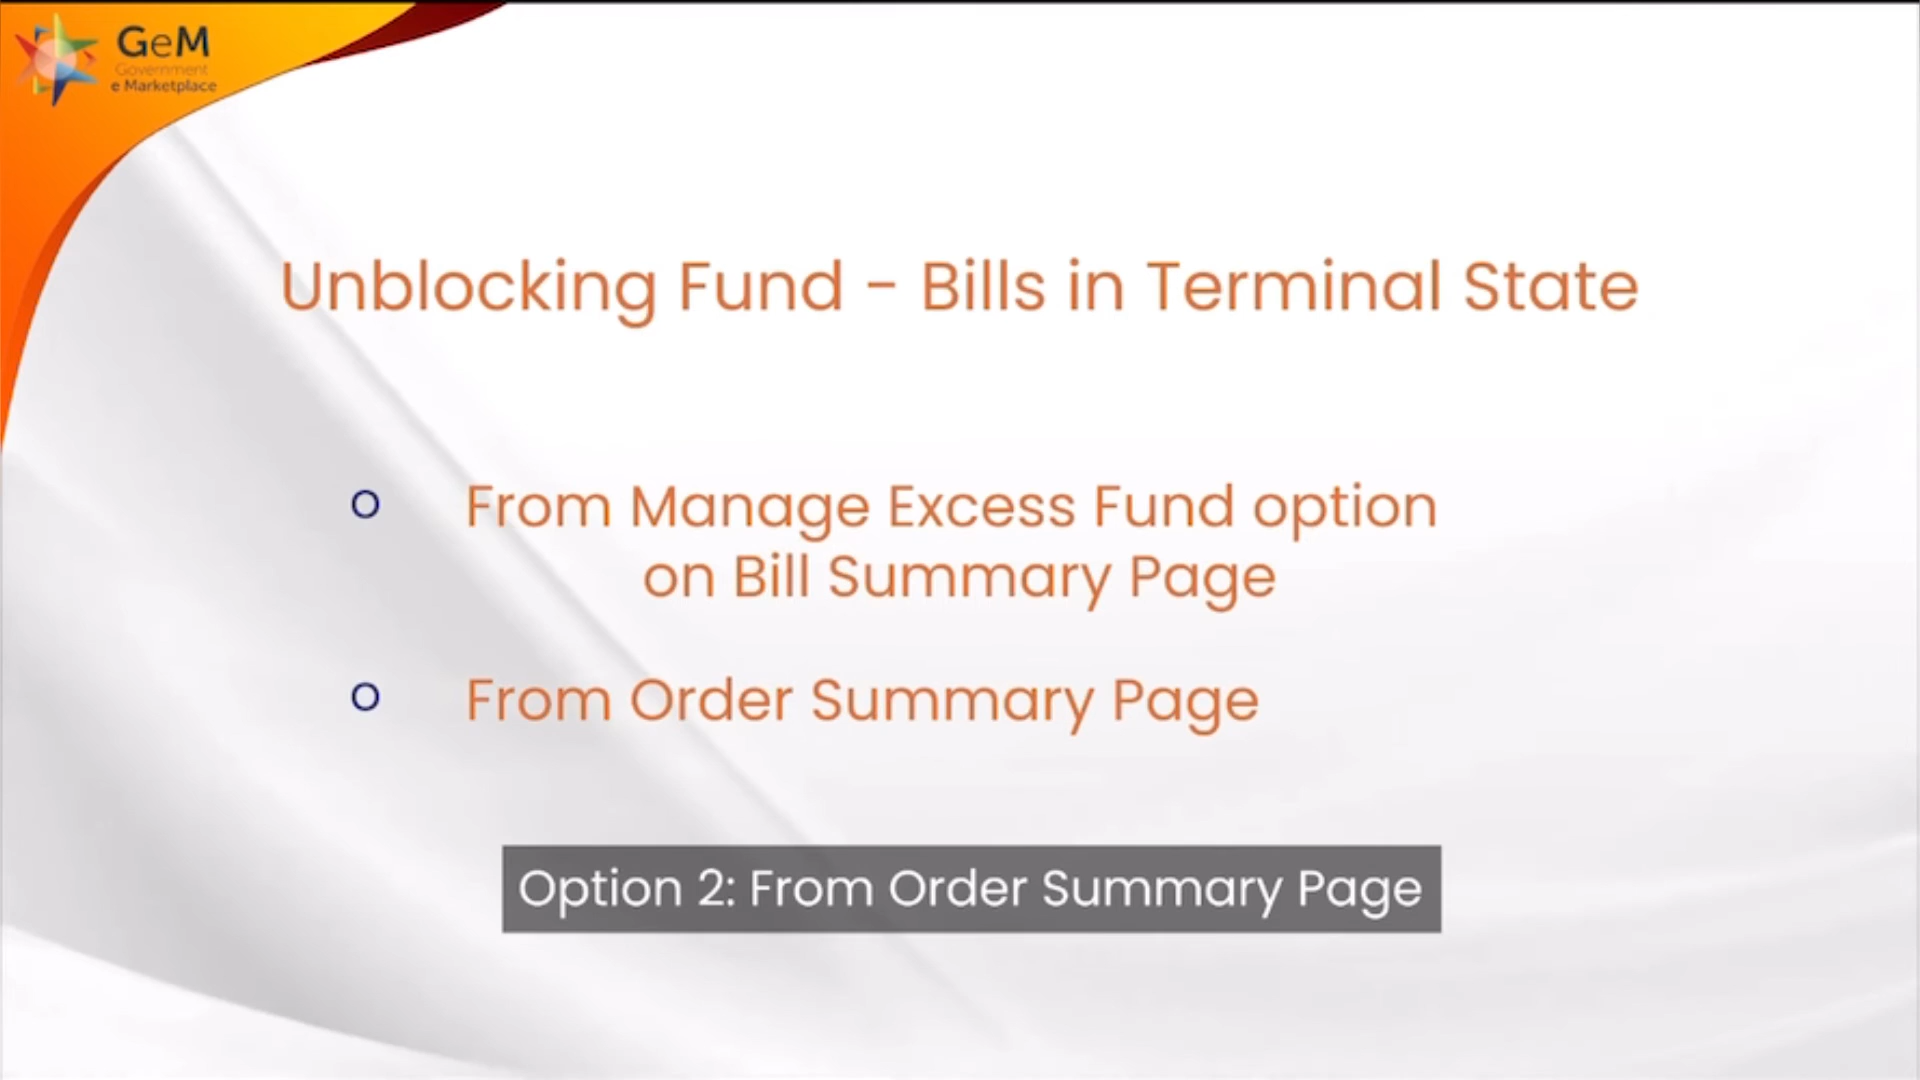 GeM
Government
e Marketplace
Unblocking Fund - Bills in Terminal State
o From Manage Excess Fund option
on Bill Summary Page
o From Order Summary Page
Option 2: From Order Summary Page